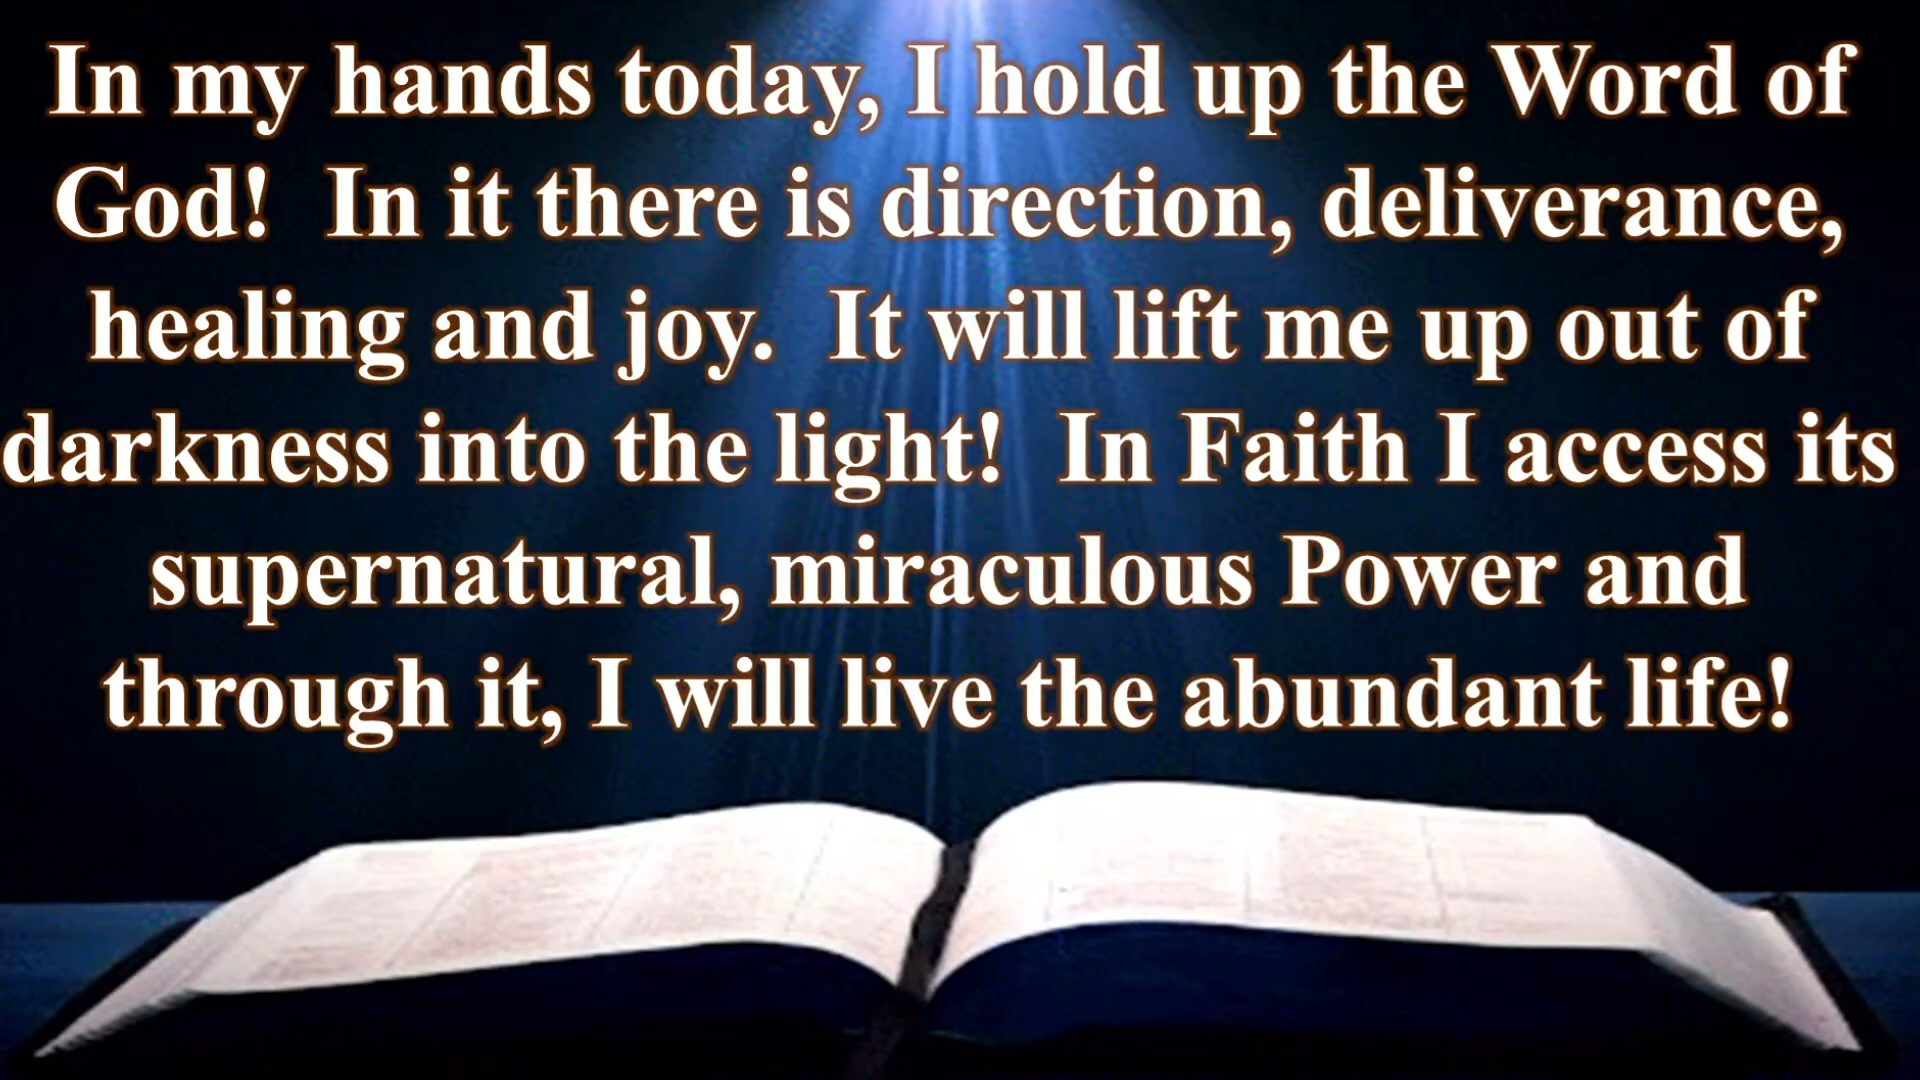 In my hands today, I hold up the Word of
God!  In it there is direction, deliverance,
healing and joy.  It will lift me up out of
darkness into the light!  In Faith I access its
supernatural, miraculous Power and
through it, I will live the abundant life!